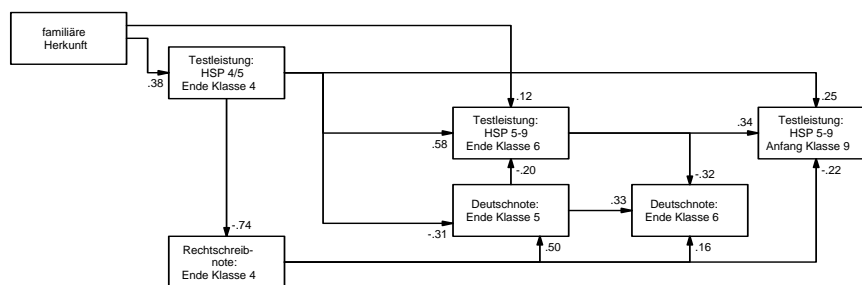 familiäre
Herkunft
.38
Testleistung:
HSP 4/5
Ende Klasse 4
.12
.25
Testleistung:
HSP 5-9
Ende Klasse 6
.58
.34
Testleistung:
HSP 5-9
Anfang Klasse 9
-.20
-.32
-.22
Deutschnote:
Ende Klasse 5
.33
Deutschnote:
Ende Klasse 6
-.74
-.31
Rechtschreib-
note:
Ende Klasse 4
.50
.16